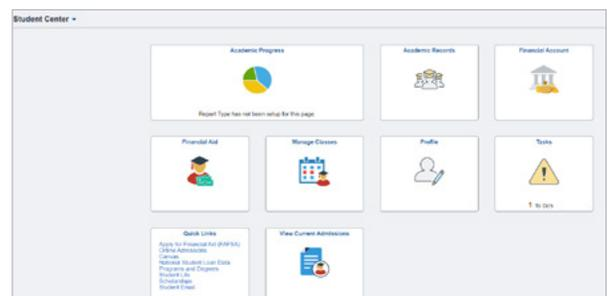 Student Center
Academic Progress
Report Type has not been setup for this page
Academic Records
Financial Account
Financial Aid
Manage Classes
Profile
Tasks
1 To Do's
Quick Links
Apply for Financial Aid (FAFSA)
Online Admissions
Canvas
National Student Loan Data
Programs and Degrees
Student Life
Scholarships
Student Email
View Current Admissions